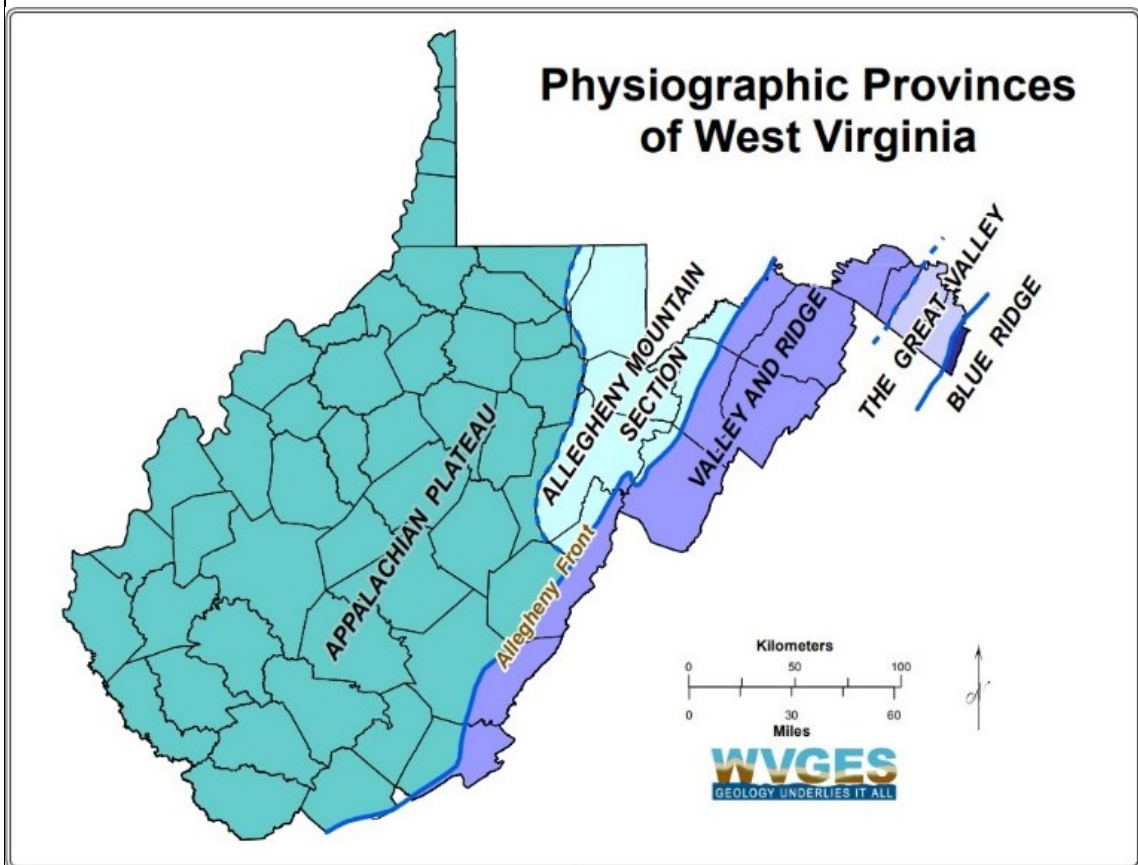 Physiographic Provinces
of West Virginia
THE GREAT VALLEY
BLUE RIDGE
ALLEGHENY MOUNTAIN
SECTION
VALLEY AND RIDGE
APPALACHIAN PLATEAU
Allegheny Front
Kilometers
0 50 100
0 30 60
Miles
WVGES
GEOLOGY UNDERLIES IT ALL
N